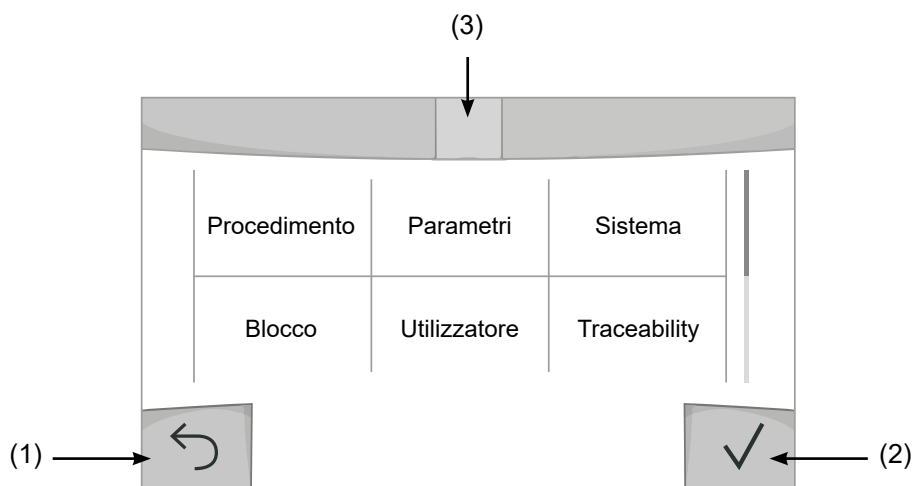 (3)
Procedimento Parametri Sistema
Blocco Utilizzatore Traceability
(1) (2)